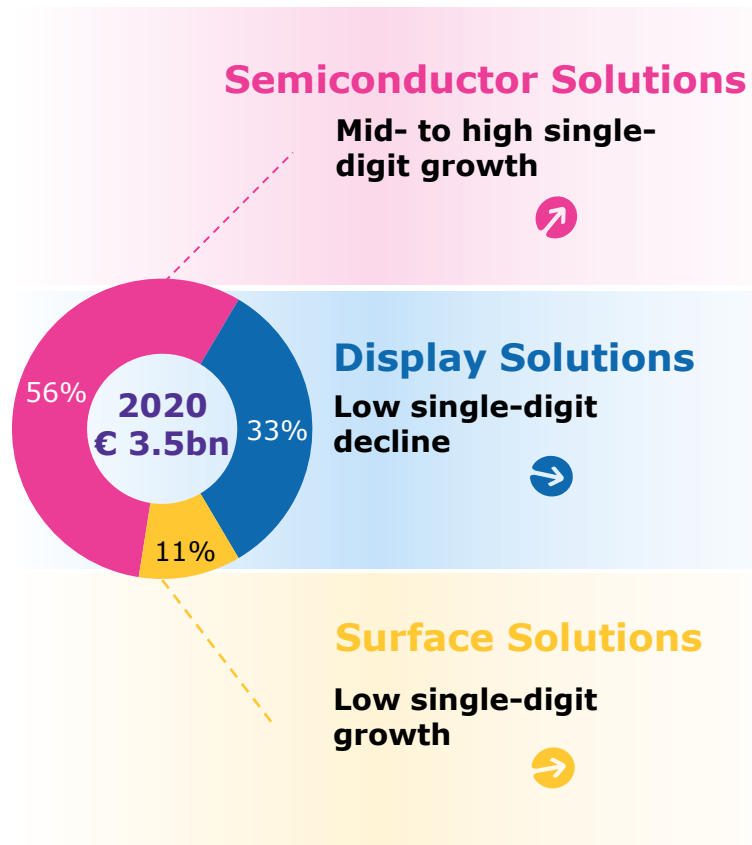 Semiconductor Solutions
Mid- to high single-
digit growth
56%
2020
€ 3.5bn
33%
11%
Display Solutions
Low single-digit
decline
Surface Solutions
Low single-digit
growth